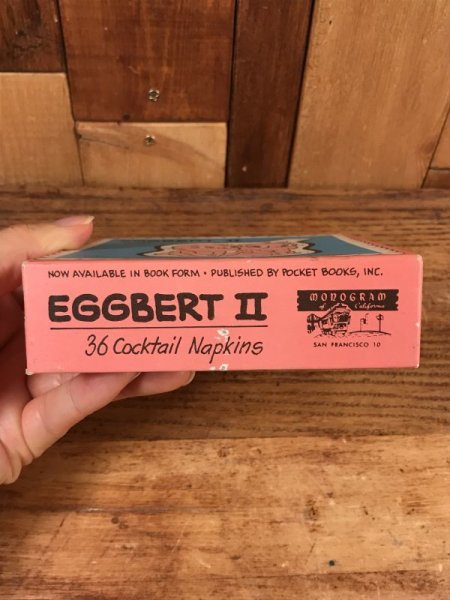 NOW AVAILABLE IN BOOK FORM • PUBLISHED BY POCKET BOOKS, INC.
EGGBERT II
36 Cocktail Napkins
MONOGRAM
of California
SAN FRANCISCO 10